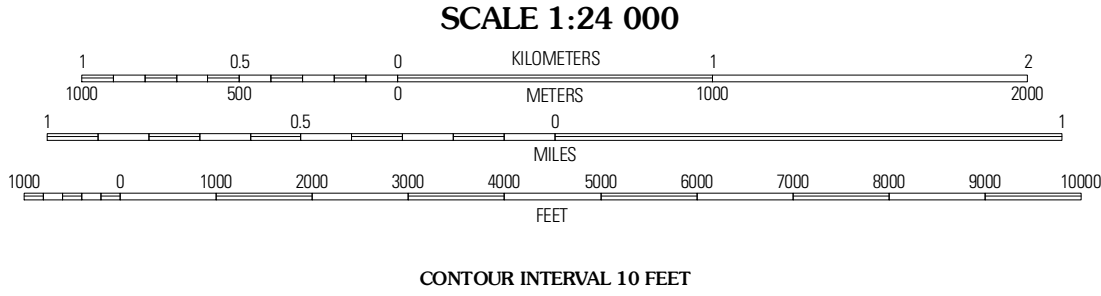 SCALE 1:24 000
1 0.5 0 KILOMETERS 1 2
1000 500 0 METERS 1000 2000
1 0.5 0 1
MILES
1000 0 1000 2000 3000 4000 5000 6000 7000 8000 9000 10000
FEET
CONTOUR INTERVAL 10 FEET